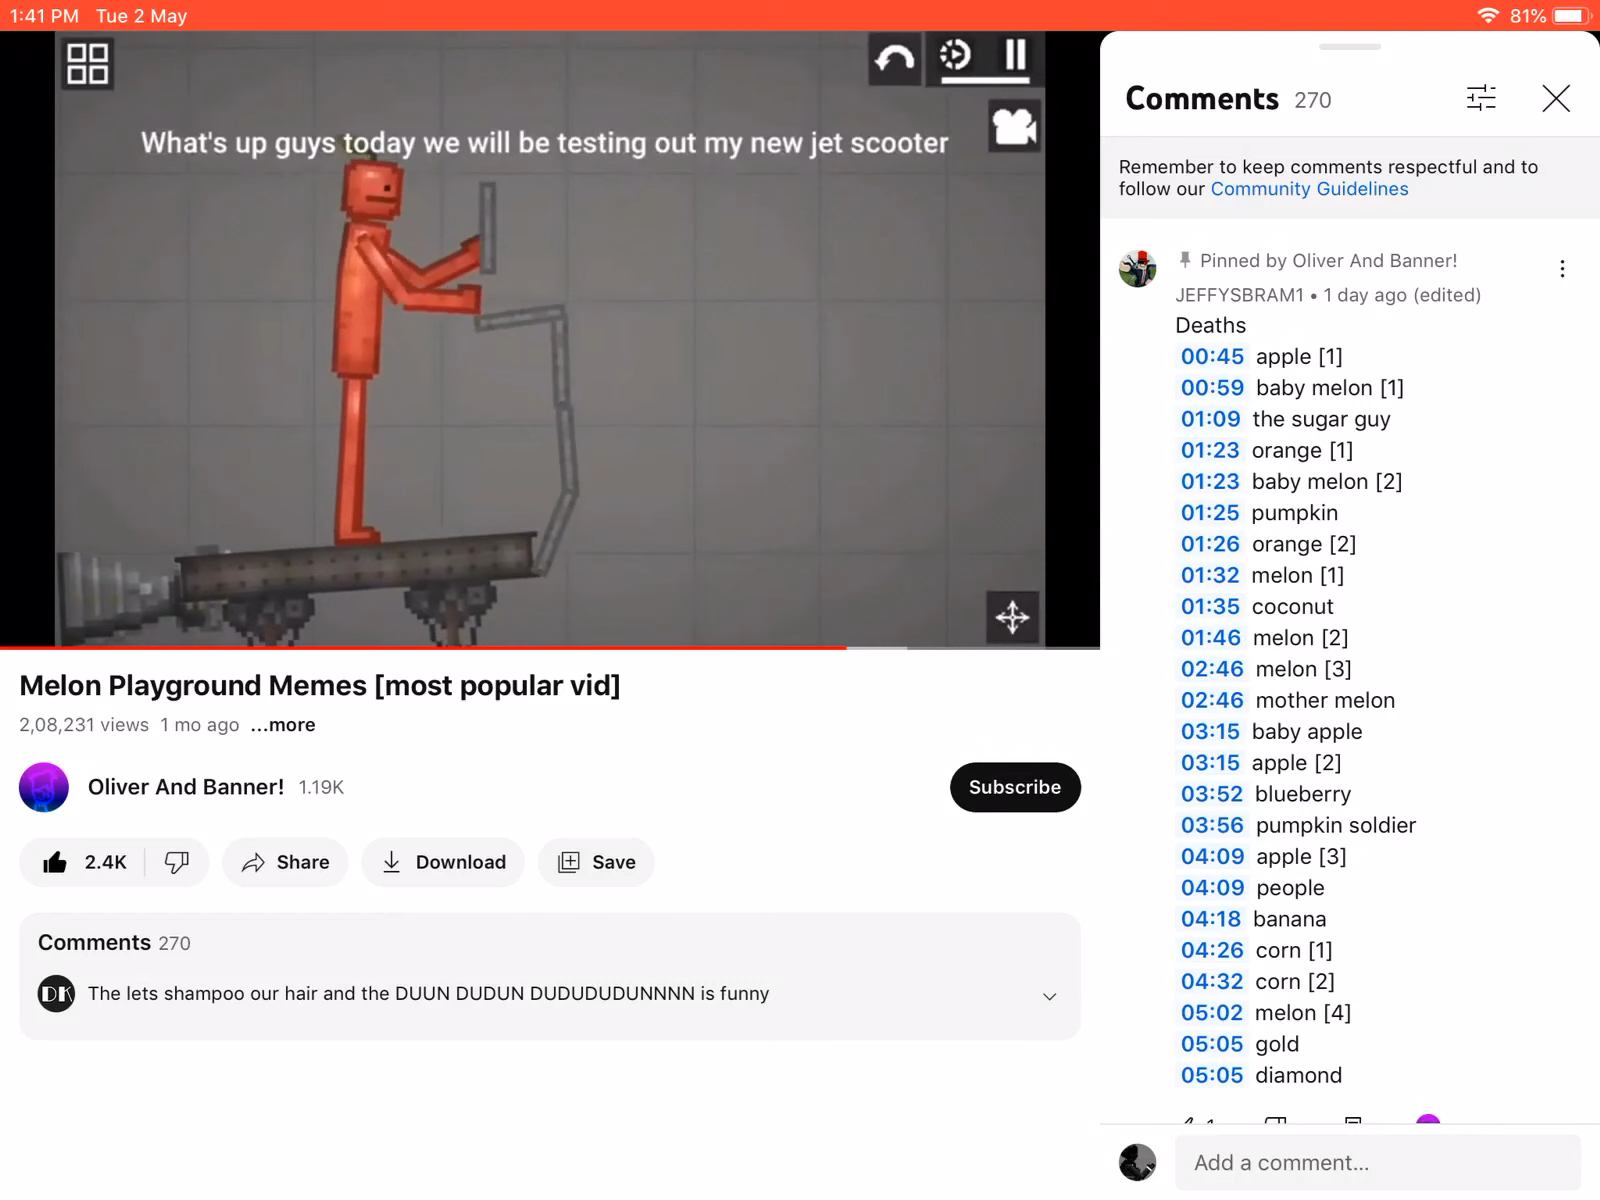 1:41 PM Tue 2 May
81%
What's up guys today we will be testing out my new jet scooter
Melon Playground Memes [most popular vid]
2,08,231 views 1 mo ago ...more
Oliver And Banner! 1.19K
Subscribe
2.4K
Share
Download
Save
Comments 270
DK
The lets shampoo our hair and the DUUN DUDUN DUDUDUDUNNNN is funny
Comments 270
Remember to keep comments respectful and to
follow our Community Guidelines
Pinned by Oliver And Banner!
JEFFYSBRAM1 • 1 day ago (edited)
Deaths
00:45 apple [1]
00:59 baby melon [1]
01:09 the sugar guy
01:23 orange [1]
01:23 baby melon [2]
01:25 pumpkin
01:26 orange [2]
01:32 melon [1]
01:35 coconut
01:46 melon [2]
02:46 melon [3]
02:46 mother melon
03:15 baby apple
03:15 apple [2]
03:52 blueberry
03:56 pumpkin soldier
04:09 apple [3]
04:09 people
04:18 banana
04:26 corn [1]
04:32 corn [2]
05:02 melon [4]
05:05 gold
05:05 diamond
Add a comment...